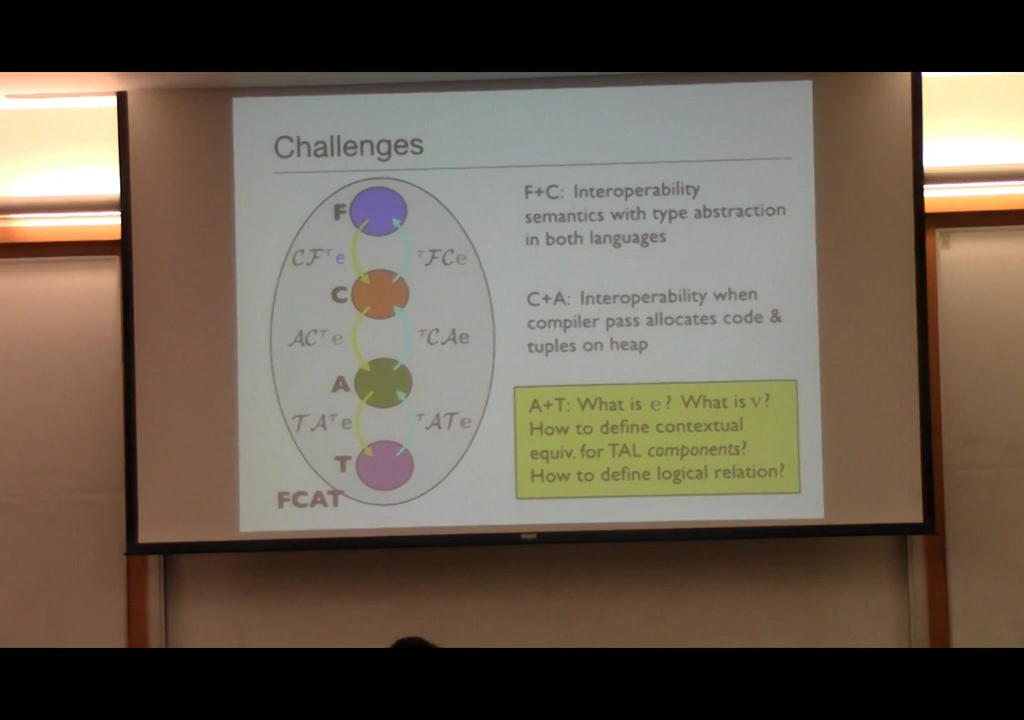 Challenges
F
CFᵀe
ᵀFCe
C
ACᵀe
ᵀCAe
A
TAᵀe
ᵀATe
T
FCAT
F+C: Interoperability
semantics with type abstraction
in both languages
C+A: Interoperability when
compiler pass allocates code &
tuples on heap
A+T: What is e? What is v?
How to define contextual
equiv. for TAL components?
How to define logical relation?